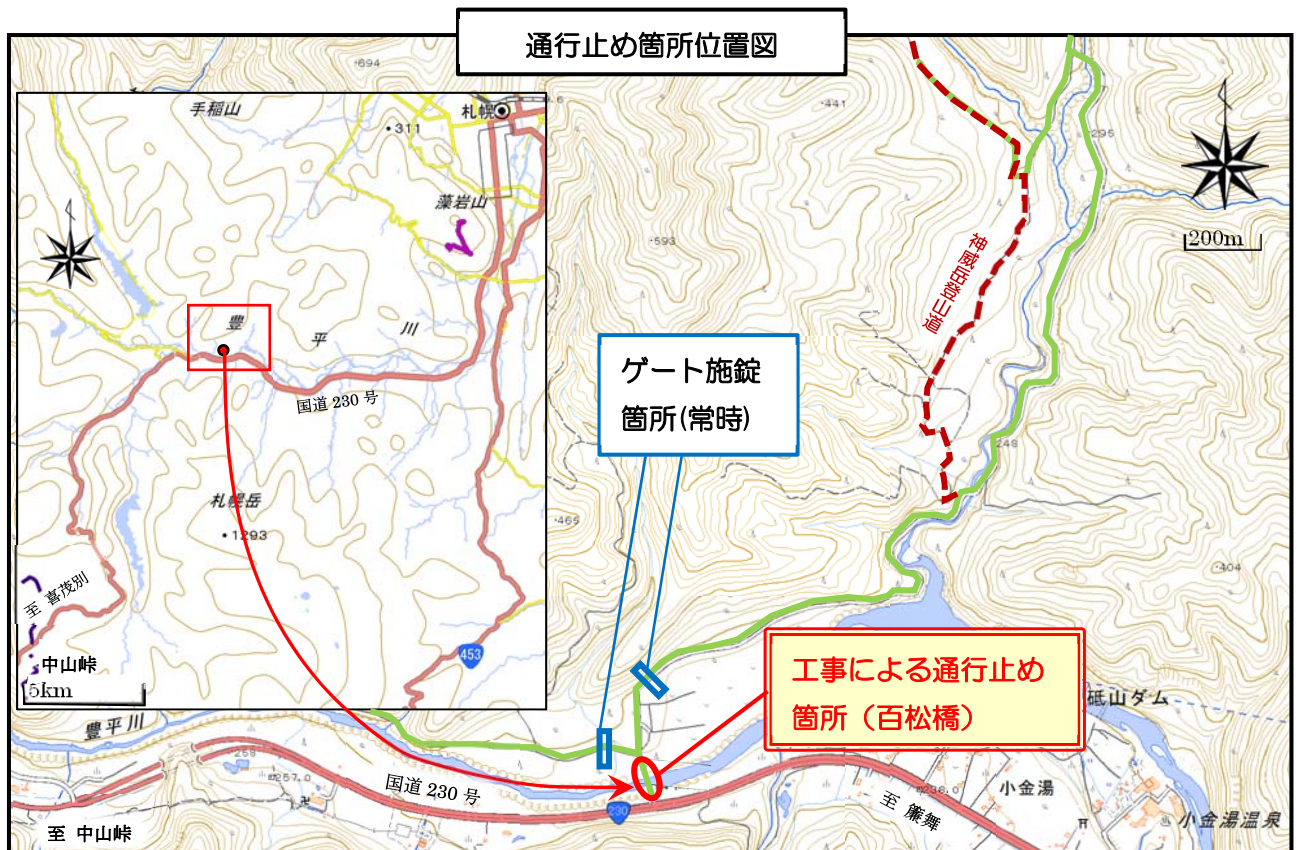 通行止め箇所位置図
・694
手稲山
札幌
・311
藻岩山
豊平川
国道 230 号
札幌岳
・1293
至 喜茂別
中山峠
5km
453
・441
295
200m
・593
神威岳登山道
ゲート施錠
箇所(常時)
248
・465
・404
工事による通行止め
箇所（百松橋）
砥山ダム
豊平川
258
257.0
国道 230 号
230
238.0
小金湯
至 簾舞
小金湯温泉
至 中山峠